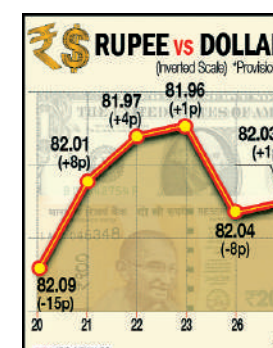 ₹$ RUPEE VS DOLLA
(Inverted Scale) *Provisio
81.97
(+4p)
81.96
(+1p)
82.01
(+8p)
82.03
(+1
82.04
(-8p)
82.09
(-15p)
20 21 22 23 26